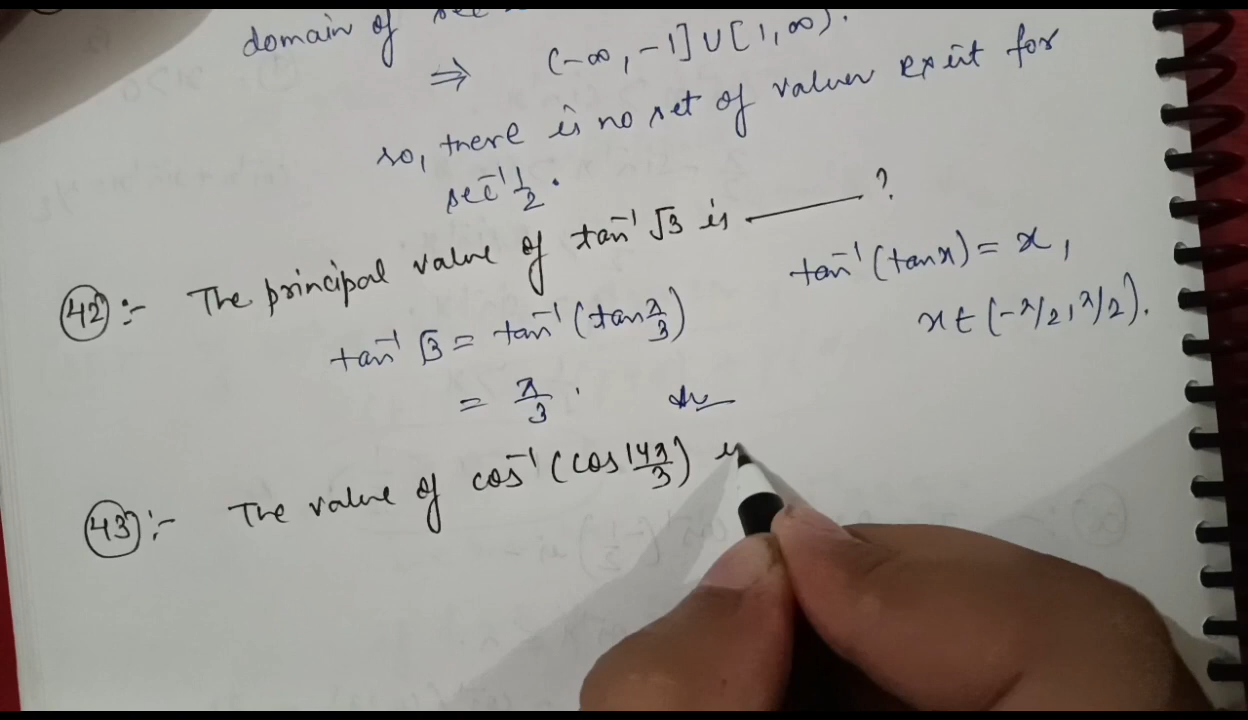 domain of sec
⇒ (-∞, -1] ∪ [1, ∞).
so, there is no set of values exist for
sec⁻¹ 1/2.
42 :- The principal value of tan⁻¹ √3 is ——— ?
tan⁻¹ √3 = tan⁻¹ (tan π/3)
tan⁻¹ (tan x) = x,
x ∈ (-π/2, π/2).
= π/3.
43 :- The value of cos⁻¹ (cos 14π/3)